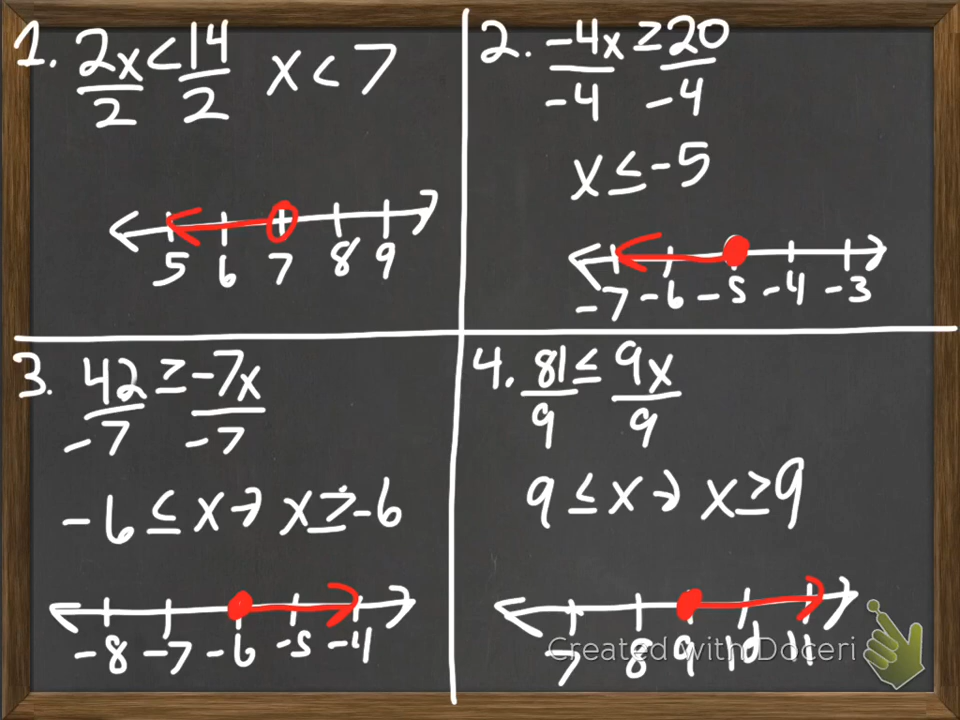 1. 2x < 14 x < 7
2 2
5 6 7 8 9
2. -4x ≥ 20
-4 -4
x ≤ -5
-7 -6 -5 -4 -3
3. 42 ≥ -7x
-7 -7
-6 ≤ x → x ≥ -6
-8 -7 -6 -5 -4
4. 81 ≤ 9x
9 9
9 ≤ x → x ≥ 9
7 8 9 10 11
Created with Doceri